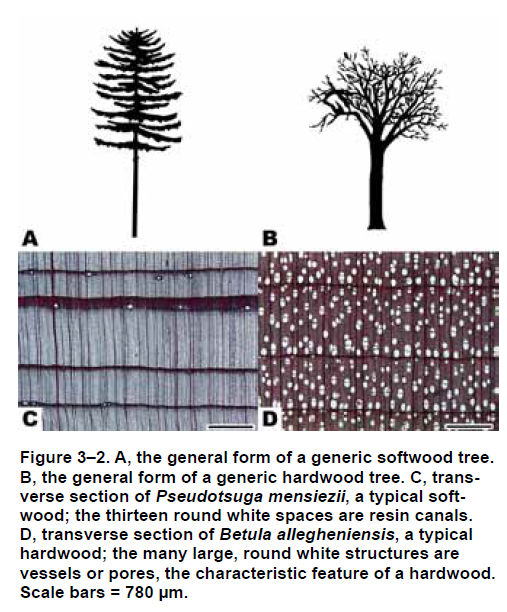 A
B
C
D
Figure 3–2. A, the general form of a generic softwood tree.
B, the general form of a generic hardwood tree. C, trans-
verse section of Pseudotsuga mensiezii, a typical soft-
wood; the thirteen round white spaces are resin canals.
D, transverse section of Betula allegheniensis, a typical
hardwood; the many large, round white structures are
vessels or pores, the characteristic feature of a hardwood.
Scale bars = 780 μm.